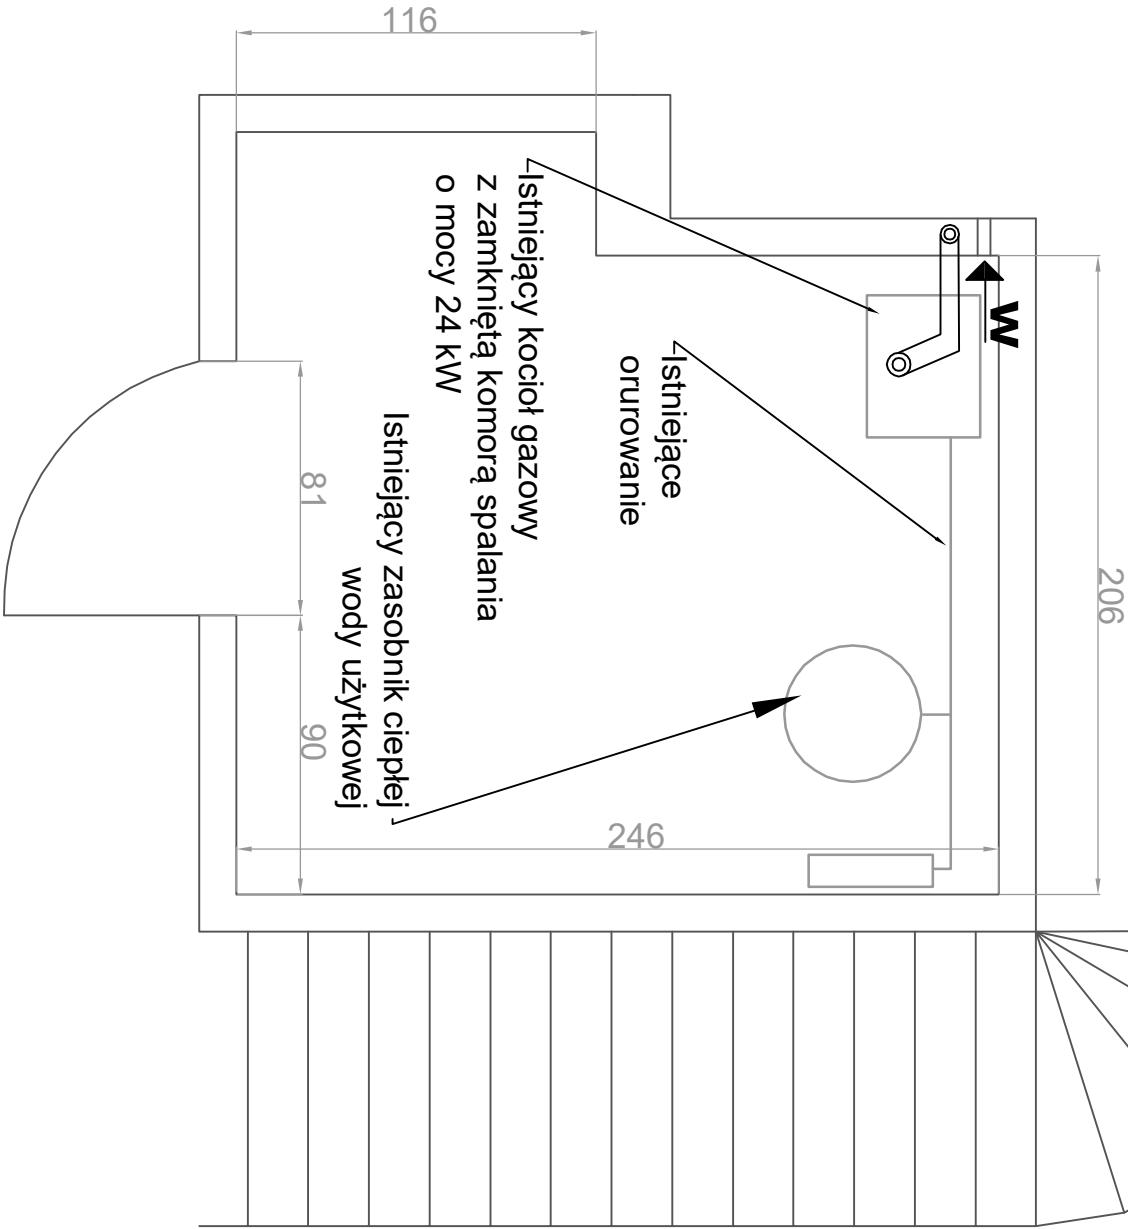 116
Istniejący kocioł gazowy
z zamkniętą komorą spalania
o mocy 24 kW
W
Istniejące
orurowanie
206
81
Istniejący zasobnik ciepłej
wody użytkowej
90
246